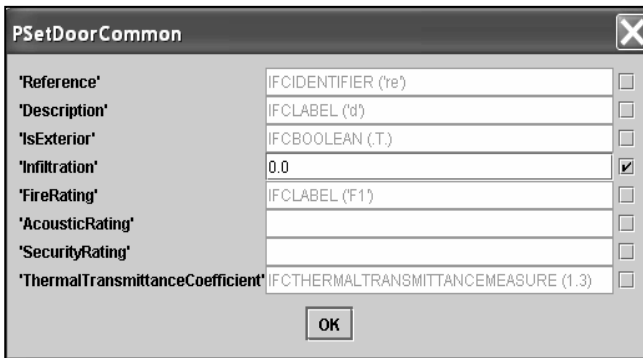 PSetDoorCommon
'Reference' IFCIDENTIFIER ('re')
'Description' IFCLABEL ('d')
'IsExterior' IFCBOOLEAN (.T.)
'Infiltration' 0.0
'FireRating' IFCLABEL ('F1')
'AcousticRating'
'SecurityRating'
'ThermalTransmittanceCoefficient' IFCTHERMALTRANSMITTANCEMEASURE (1.3)
OK